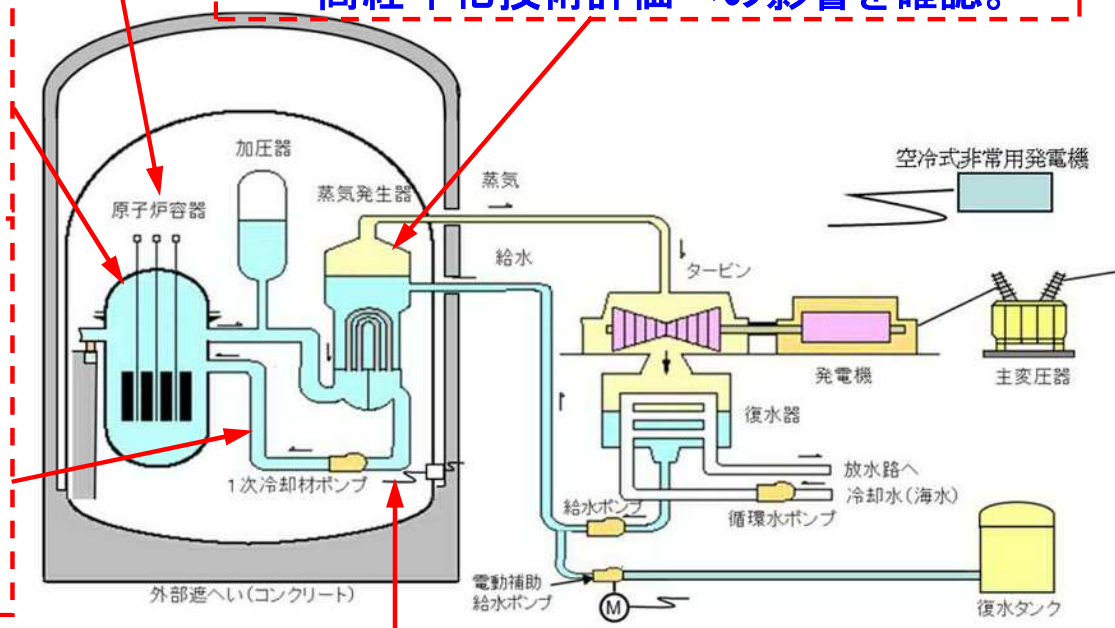 高経年化技術評価への影響を確認。
加圧器
空冷式非常用発電機
蒸気発生器
蒸気
原子炉容器
給水
タービン
発電機
主変圧器
復水器
放水路へ
1次冷却材ポンプ
冷却水(海水)
給水ポンプ
循環水ポンプ
外部遮へい(コンクリート)
電動補助
給水ポンプ
M
復水タンク